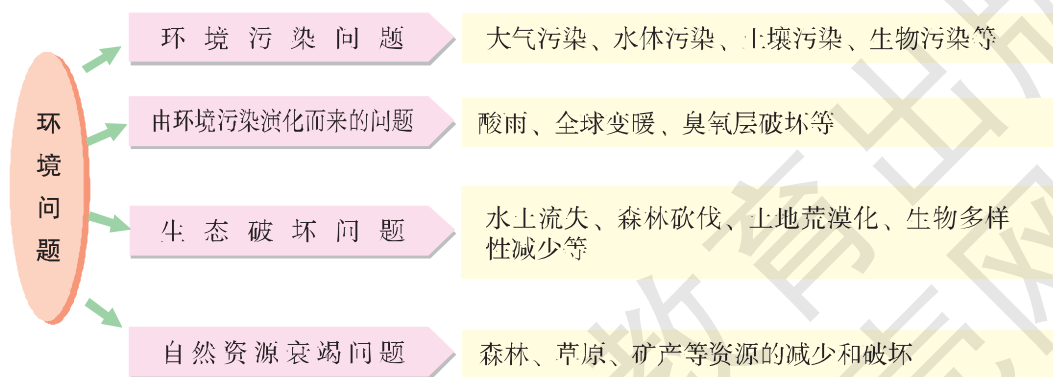 环境问题
环境污染问题
大气污染、水体污染、土壤污染、生物污染等
由环境污染演化而来的问题
酸雨、全球变暖、臭氧层破坏等
生态破坏问题
水土流失、森林砍伐、土地荒漠化、生物多样
性减少等
自然资源衰竭问题
森林、草原、矿产等资源的减少和破坏
教育出版
网